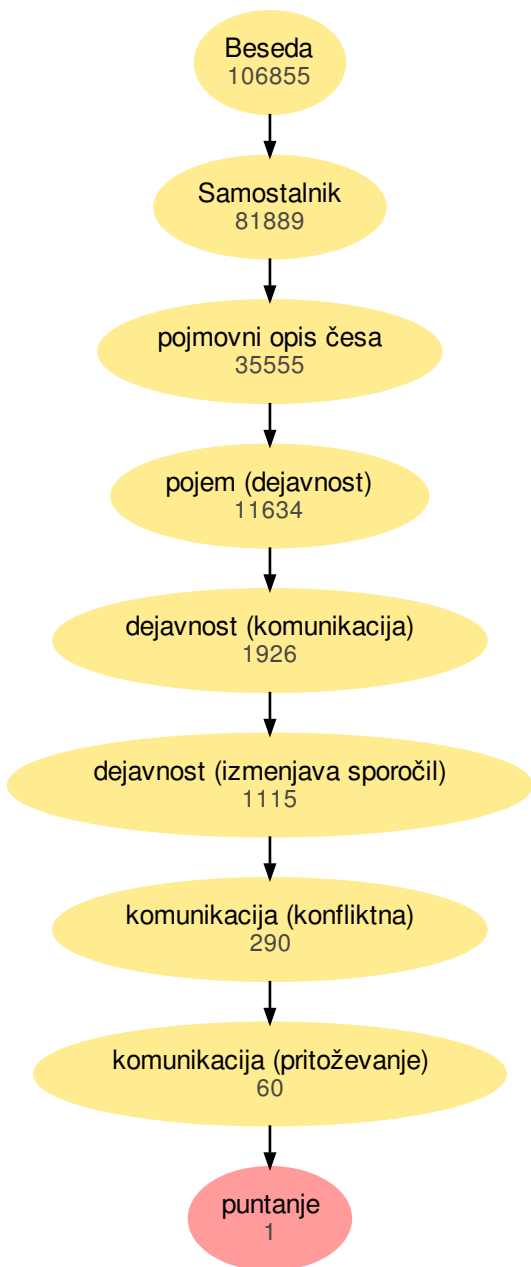 Beseda
106855
Samostalnik
81889
pojmovni opis česa
35555
pojem (dejavnost)
11634
dejavnost (komunikacija)
1926
dejavnost (izmenjava sporočil)
1115
komunikacija (konfliktna)
290
komunikacija (pritoževanje)
60
puntanje
1